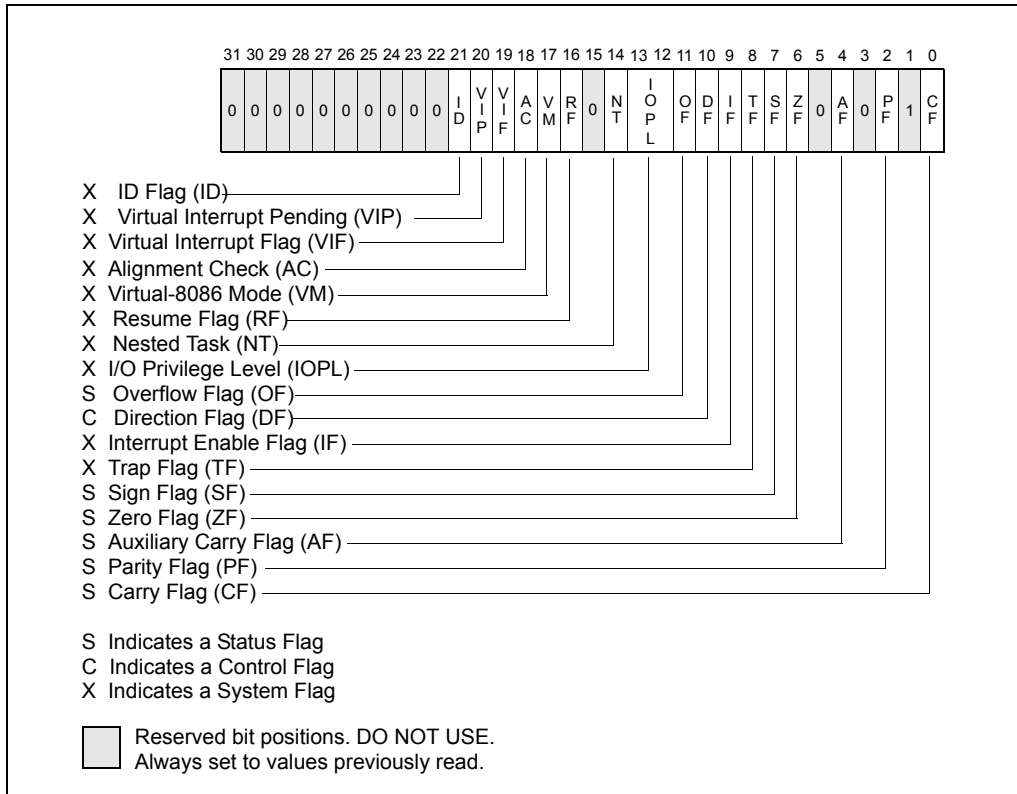 31 30 29 28 27 26 25 24 23 22 21 20 19 18 17 16 15 14 13 12 11 10 9 8 7 6 5 4 3 2 1 0
0 0 0 0 0 0 0 0 0 0 ID VIP VIF AC VM RF 0 NT IOPL OF DF IF TF SF ZF 0 AF 0 PF 1 CF
X ID Flag (ID)
X Virtual Interrupt Pending (VIP)
X Virtual Interrupt Flag (VIF)
X Alignment Check (AC)
X Virtual-8086 Mode (VM)
X Resume Flag (RF)
X Nested Task (NT)
X I/O Privilege Level (IOPL)
S Overflow Flag (OF)
C Direction Flag (DF)
X Interrupt Enable Flag (IF)
X Trap Flag (TF)
S Sign Flag (SF)
S Zero Flag (ZF)
S Auxiliary Carry Flag (AF)
S Parity Flag (PF)
S Carry Flag (CF)
S Indicates a Status Flag
C Indicates a Control Flag
X Indicates a System Flag
Reserved bit positions. DO NOT USE.
Always set to values previously read.